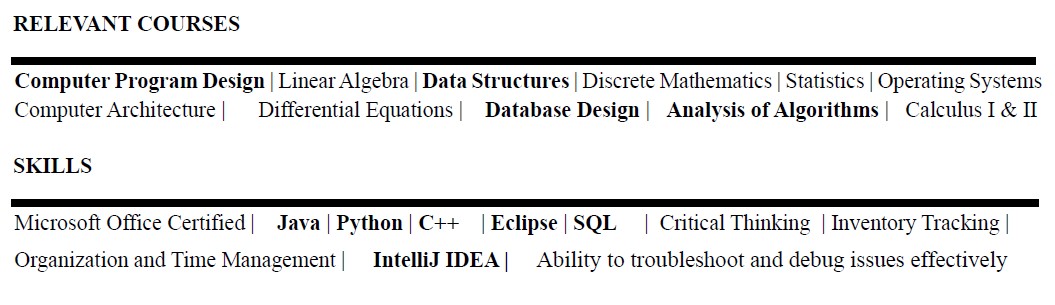 RELEVANT COURSES
Computer Program Design | Linear Algebra | Data Structures | Discrete Mathematics | Statistics | Operating Systems
Computer Architecture | Differential Equations | Database Design | Analysis of Algorithms | Calculus I & II
SKILLS
Microsoft Office Certified | Java | Python | C++ | Eclipse | SQL | Critical Thinking | Inventory Tracking |
Organization and Time Management | IntelliJ IDEA | Ability to troubleshoot and debug issues effectively